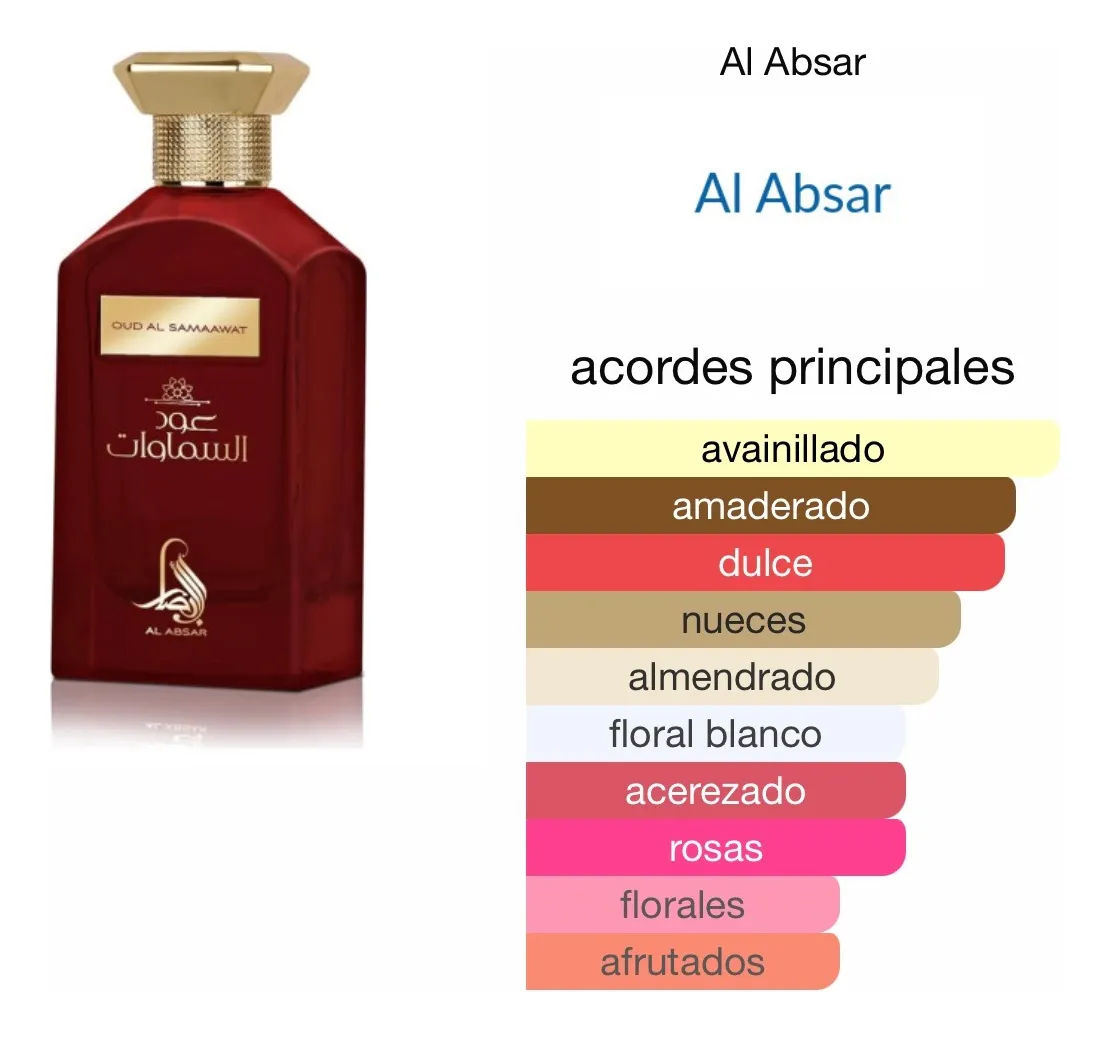 Al Absar
Al Absar
OUD AL SAMAAWAT
عود
السماوات
AL ABSAR
acordes principales
avainillado
amaderado
dulce
nueces
almendrado
floral blanco
acerezado
rosas
florales
afrutados